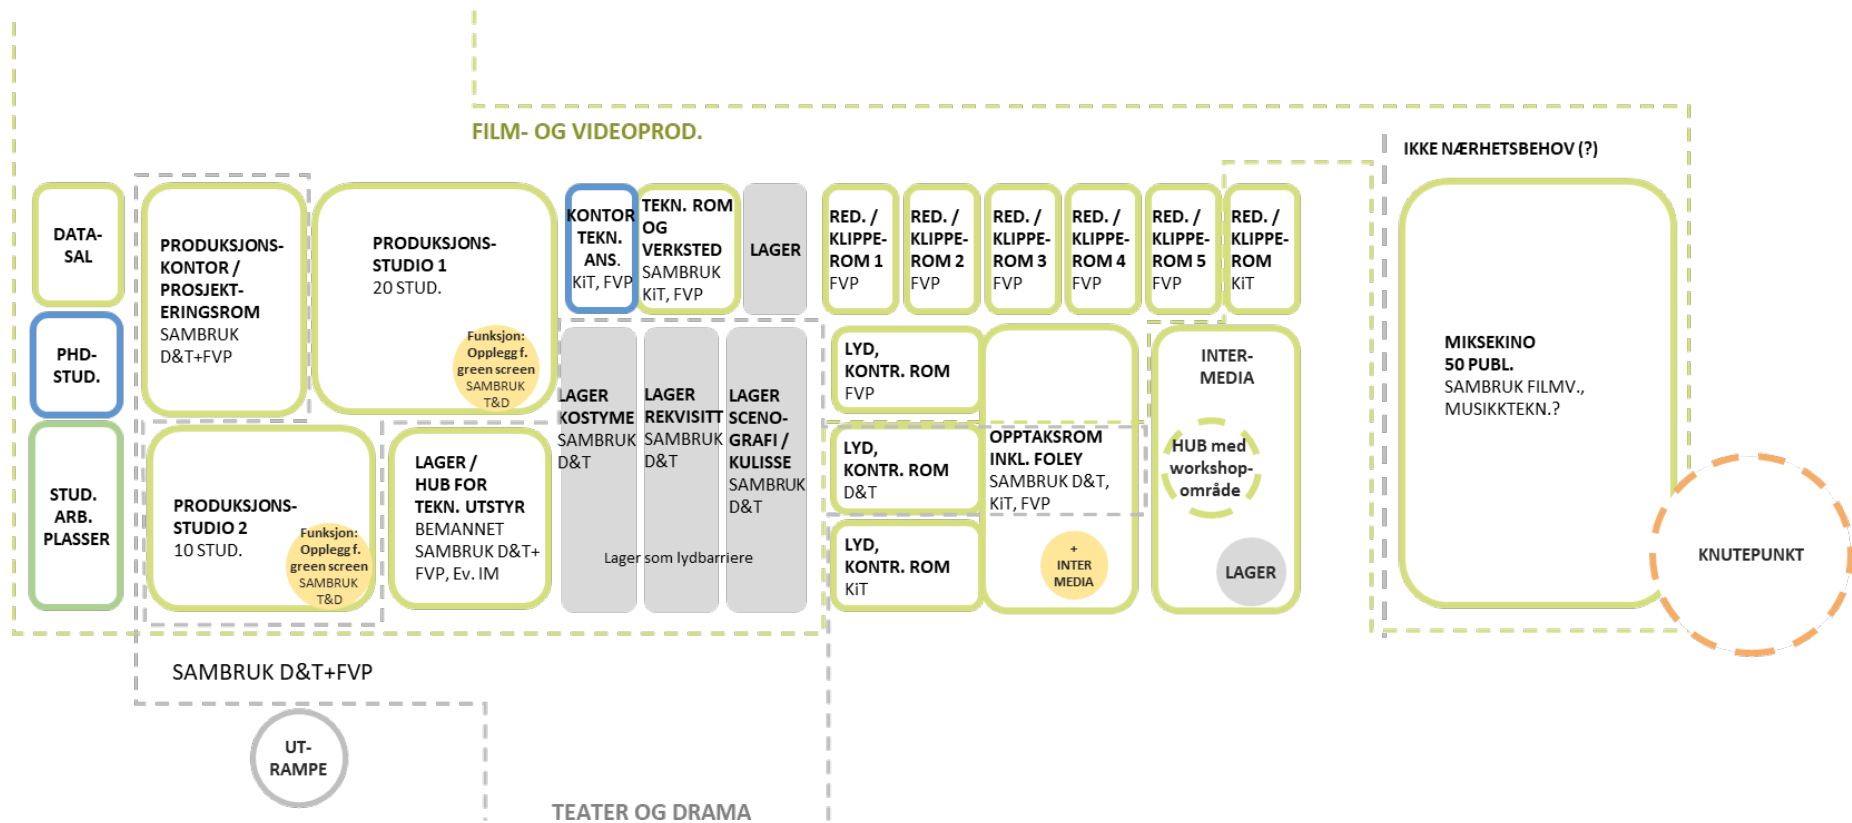 FILM- OG VIDEOPROD.
IKKE NÆRHETSBEHOV (?)
DATA-
SAL
PRODUKSJONS-
KONTOR /
PROSJEKT-
ERINGSROM
SAMBRUK
D&T+FVP
PRODUKSJONS-
STUDIO 1
20 STUD.
Funksjon:
Opplegg f.
green screen
SAMBRUK
T&D
KONTOR
TEKN.
ANS.
KiT, FVP
TEKN. ROM
OG
VERKSTED
SAMBRUK
KiT, FVP
LAGER
RED. /
KLIPPE-
ROM 1
FVP
RED. /
KLIPPE-
ROM 2
FVP
RED. /
KLIPPE-
ROM 3
FVP
RED. /
KLIPPE-
ROM 4
FVP
RED. /
KLIPPE-
ROM 5
FVP
RED. /
KLIPPE-
ROM
KiT
PHD-
STUD.
STUD.
ARB.
PLASSER
PRODUKSJONS-
STUDIO 2
10 STUD.
Funksjon:
Opplegg f.
green screen
SAMBRUK
T&D
LAGER /
HUB FOR
TEKN. UTSTYR
BEMANNET
SAMBRUK D&T+
FVP, Ev. IM
LAGER
KOSTYME
SAMBRUK
D&T
LAGER
REKVISITT
SAMBRUK
D&T
LAGER
SCENO-
GRAFI /
KULISSE
SAMBRUK
D&T
Lager som lydbarriere
LYD,
KONTR. ROM
FVP
LYD,
KONTR. ROM
D&T
LYD,
KONTR. ROM
KiT
OPPTAKSROM
INKL. FOLEY
SAMBRUK D&T,
KiT, FVP
+
INTER
MEDIA
INTER-
MEDIA
HUB med
workshop-
område
LAGER
MIKSEKINO
50 PUBL.
SAMBRUK FILMV.,
MUSIKKTEKN.?
KNUTEPUNKT
SAMBRUK D&T+FVP
UT-
RAMPE
TEATER OG DRAMA